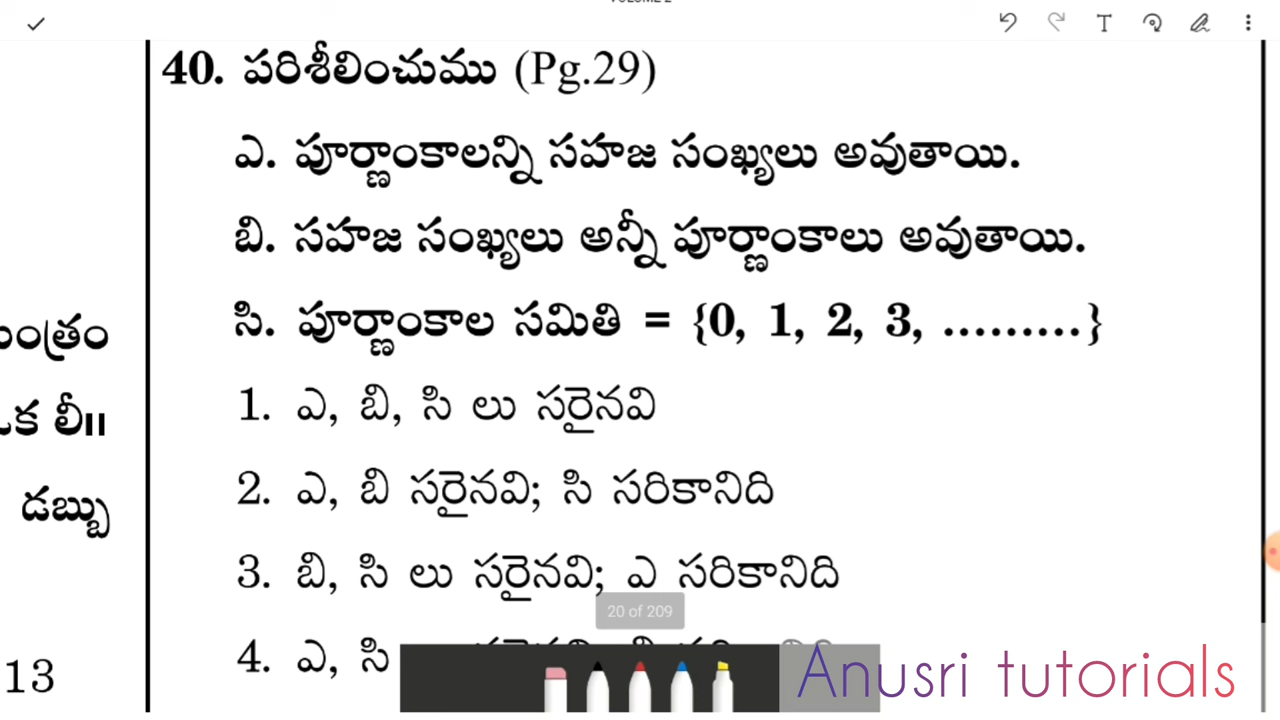 40. పరిశీలించుము (Pg.29)
ఎ. పూర్ణాంకాలన్ని సహజ సంఖ్యలు అవుతాయి.
బి. సహజ సంఖ్యలు అన్నీ పూర్ణాంకాలు అవుతాయి.
సి. పూర్ణాంకాల సమితి = {0, 1, 2, 3, .........}
1. ఎ, బి, సి లు సరైనవి
2. ఎ, బి సరైనవి; సి సరికానిది
3. బి, సి లు సరైనవి; ఎ సరికానిది
20 of 209
4. ఎ, సి
డబ్బు
13
Anusri tutorials